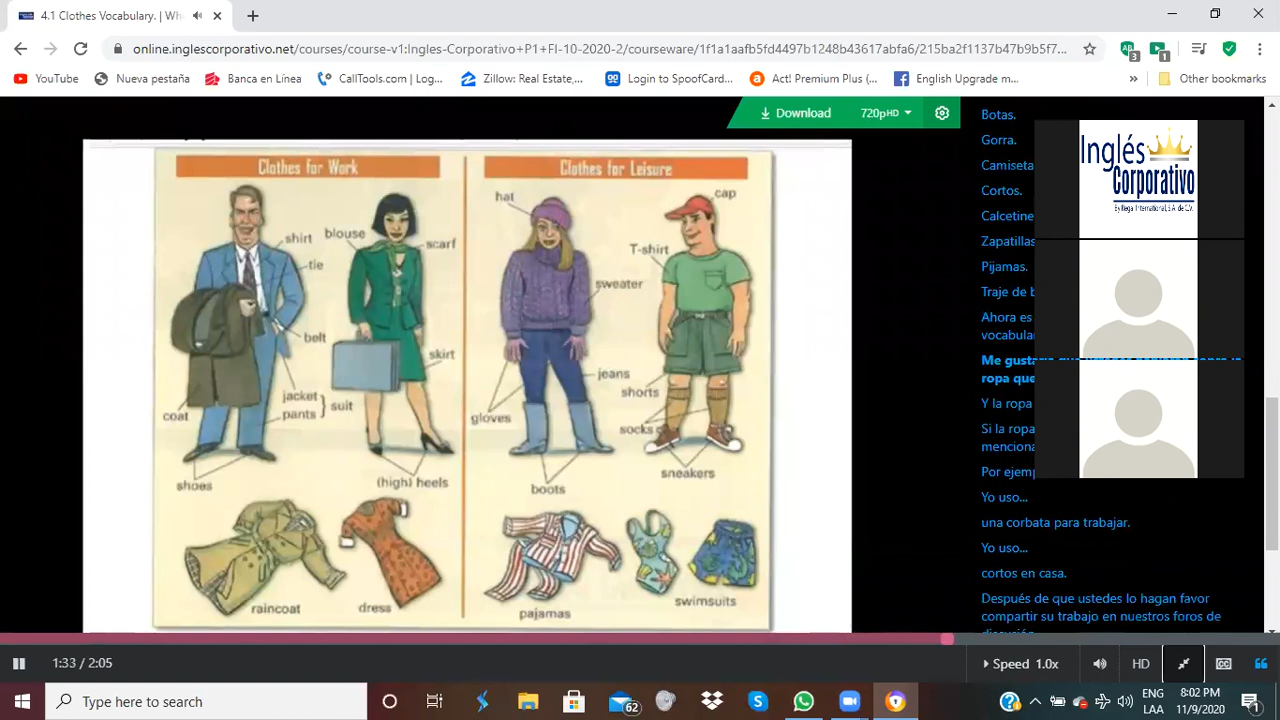 4.1 Clothes Vocabulary. | Wh
online.inglescorporativo.net/courses/course-v1:Ingles-Corporativo+P1+FI-10-2020-2/courseware/1f1a1aafb5fd4497b1248b43617abfa6/215ba2f1137b47b9b5f7...
3
1
YouTube
Nueva pestaña
Banca en Línea
CallTools.com | Log...
Zillow: Real Estate,...
Login to SpoofCard...
Act! Premium Plus (...
English Upgrade m...
»
Other bookmarks
Download
720pHD
Clothes for Work
Clothes for Leisure
hat
cap
shirt
blouse
scarf
tie
T-shirt
sweater
belt
skirt
jeans
shorts
jacket
pants
suit
coat
gloves
socks
shoes
(high) heels
boots
sneakers
raincoat
dress
pajamas
swimsuits
Botas.
Gorra.
Camiseta
Cortos.
Calcetine
Zapatillas
Pijamas.
Traje de b
Ahora es
vocabular
ropa que
Y la ropa
Si la ropa
menciona
Por ejemp
Yo uso...
una corbata para trabajar.
Yo uso...
cortos en casa.
Después de que ustedes lo hagan favor
compartir su trabajo en nuestros foros de
Inglés
Corporativo
1:33 / 2:05
Speed 1.0x
HD
Type here to search
62
ENG
LAA
8:02 PM
11/9/2020
1